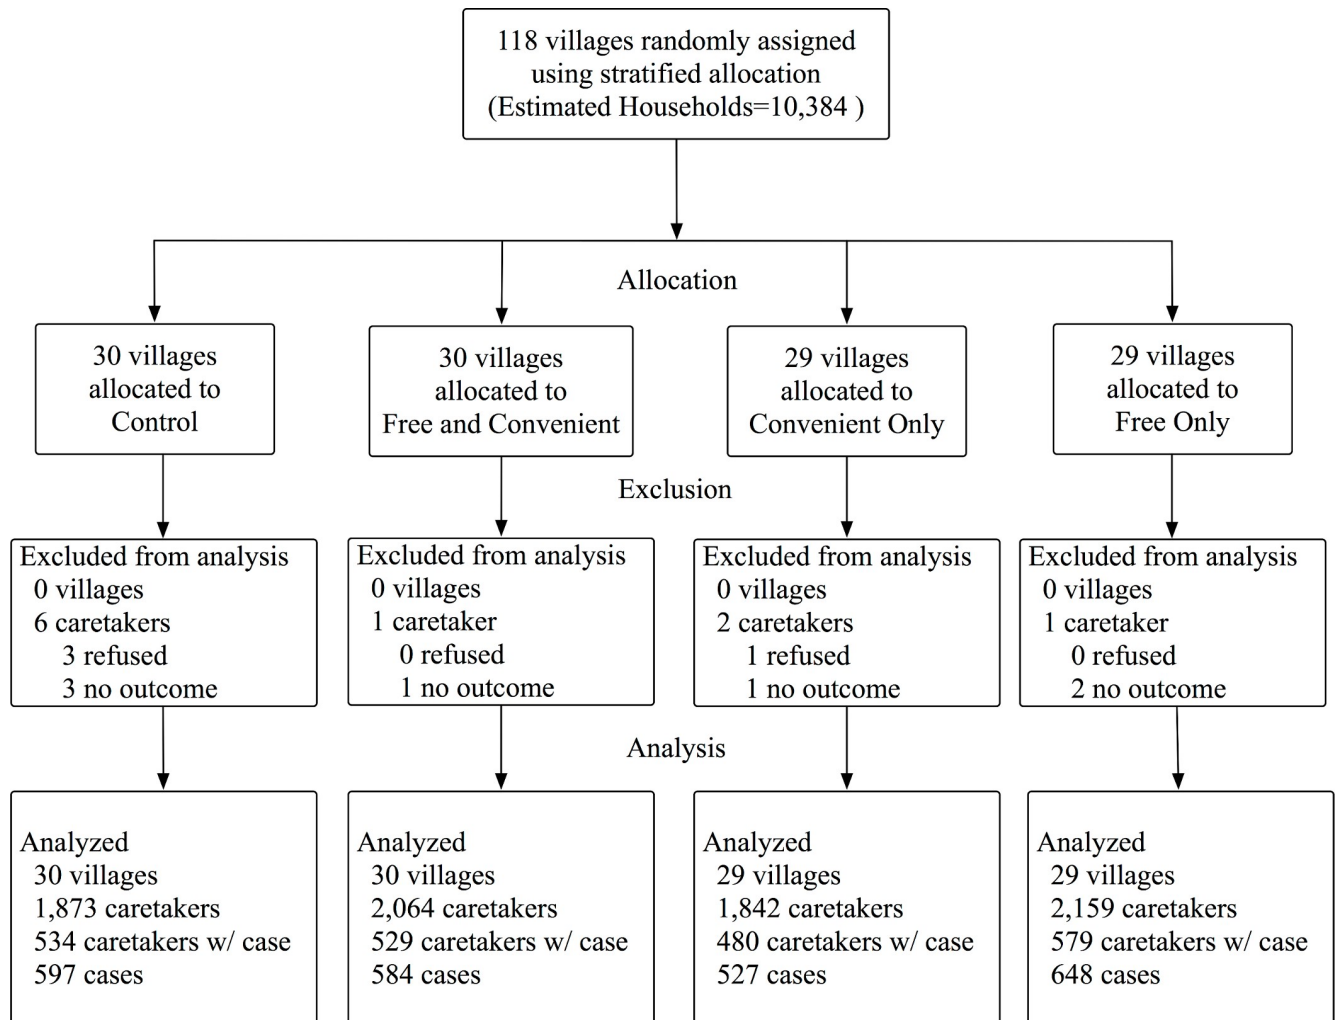 118 villages randomly assigned
using stratified allocation
(Estimated Households=10,384 )
Allocation
30 villages
allocated to
Control
30 villages
allocated to
Free and Convenient
29 villages
allocated to
Convenient Only
29 villages
allocated to
Free Only
Exclusion
Excluded from analysis
0 villages
6 caretakers
3 refused
3 no outcome
Excluded from analysis
0 villages
1 caretaker
0 refused
1 no outcome
Excluded from analysis
0 villages
2 caretakers
1 refused
1 no outcome
Excluded from analysis
0 villages
1 caretaker
0 refused
2 no outcome
Analysis
Analyzed
30 villages
1,873 caretakers
534 caretakers w/ case
597 cases
Analyzed
30 villages
2,064 caretakers
529 caretakers w/ case
584 cases
Analyzed
29 villages
1,842 caretakers
480 caretakers w/ case
527 cases
Analyzed
29 villages
2,159 caretakers
579 caretakers w/ case
648 cases